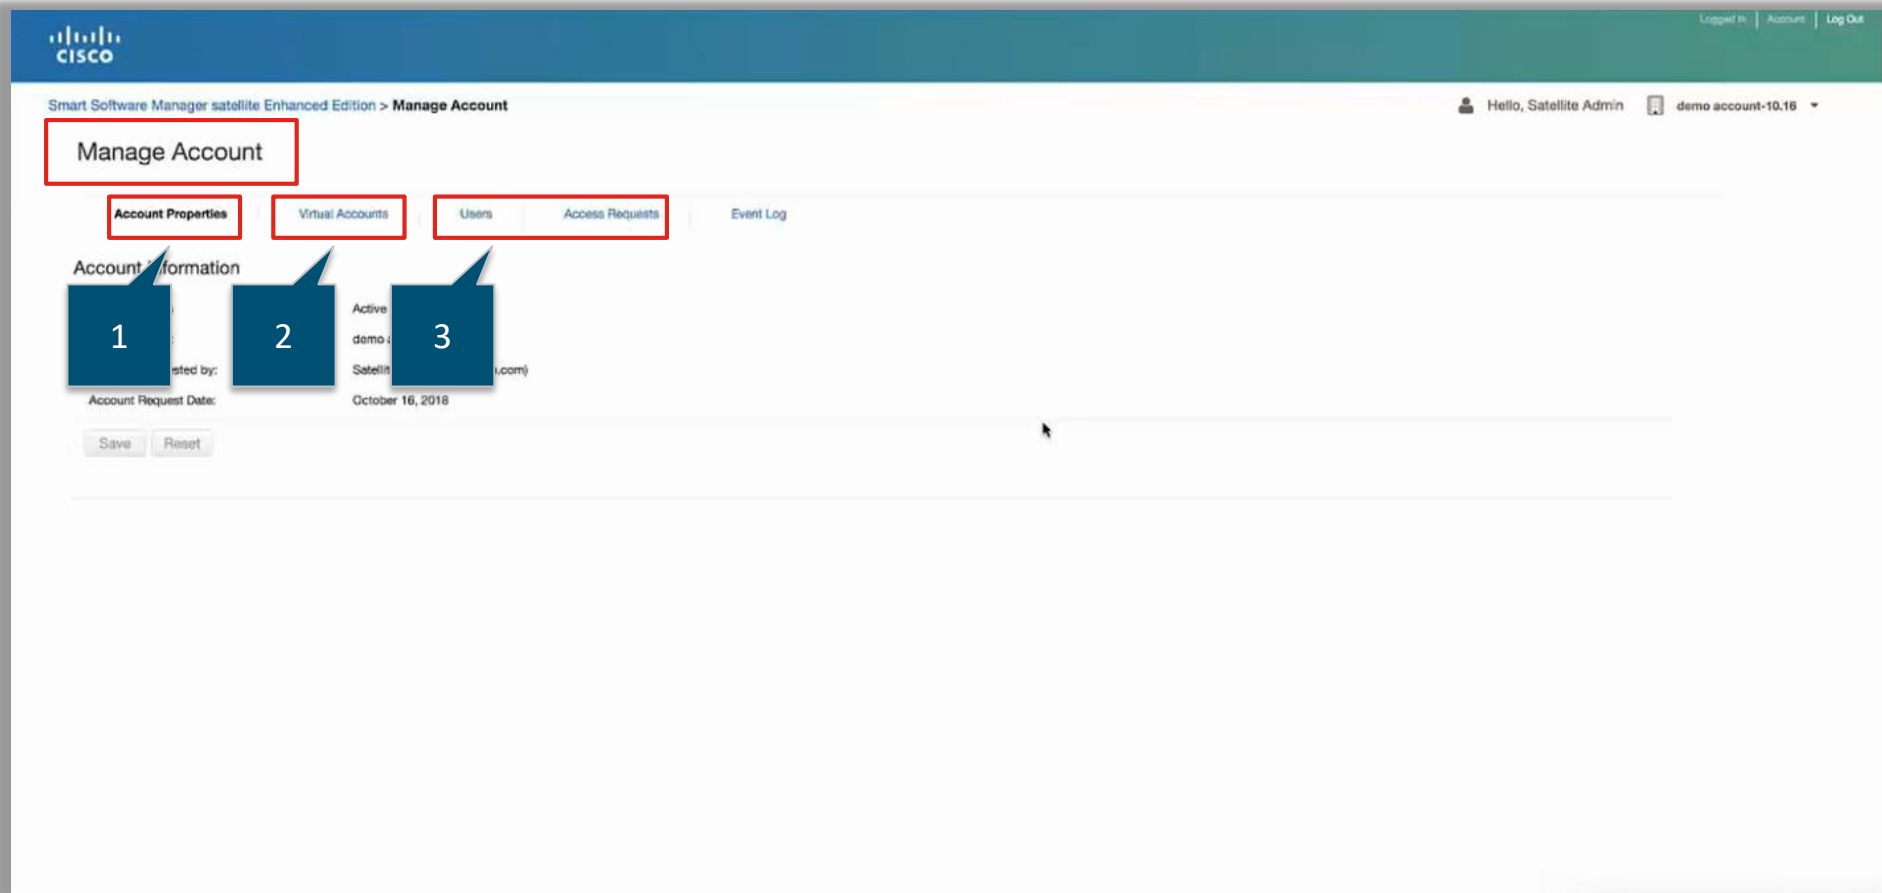 Logged In | Account | Log Out
CISCO
Smart Software Manager satellite Enhanced Edition > Manage Account
Hello, Satellite Admin demo account-10.16
Manage Account
Account Properties Virtual Accounts Users Access Requests Event Log
Account formation
Active
1 2 3
demo
sted by: Satelli .com)
Account Request Date: October 16, 2018
Save Reset